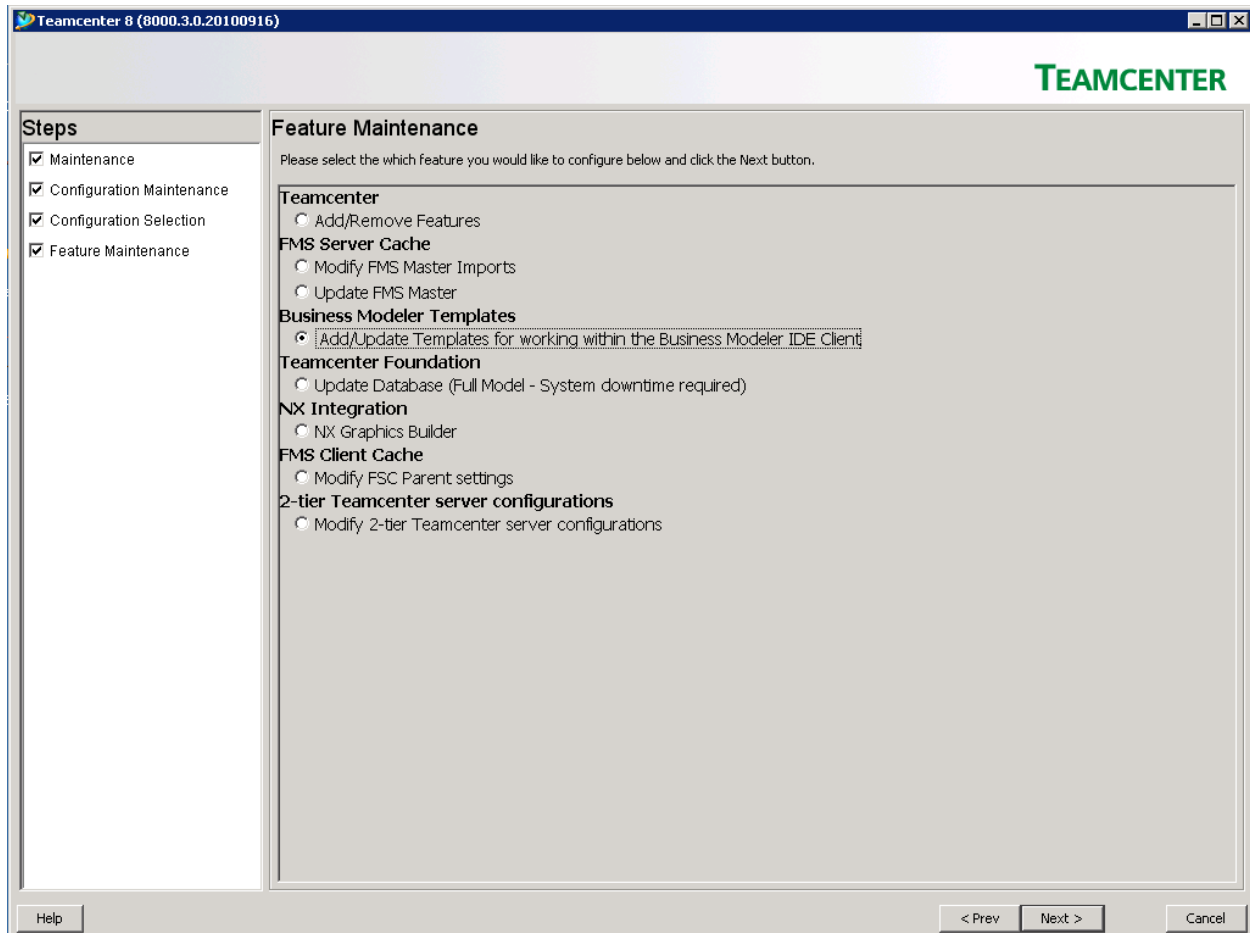 Teamcenter 8 (8000.3.0.20100916)
TEAMCENTER
Steps
Maintenance
Configuration Maintenance
Configuration Selection
Feature Maintenance
Feature Maintenance
Please select the which feature you would like to configure below and click the Next button.
Teamcenter
Add/Remove Features
FMS Server Cache
Modify FMS Master Imports
Update FMS Master
Business Modeler Templates
Add/Update Templates for working within the Business Modeler IDE Client
Teamcenter Foundation
Update Database (Full Model - System downtime required)
NX Integration
NX Graphics Builder
FMS Client Cache
Modify FSC Parent settings
2-tier Teamcenter server configurations
Modify 2-tier Teamcenter server configurations
Help
< Prev
Next >
Cancel